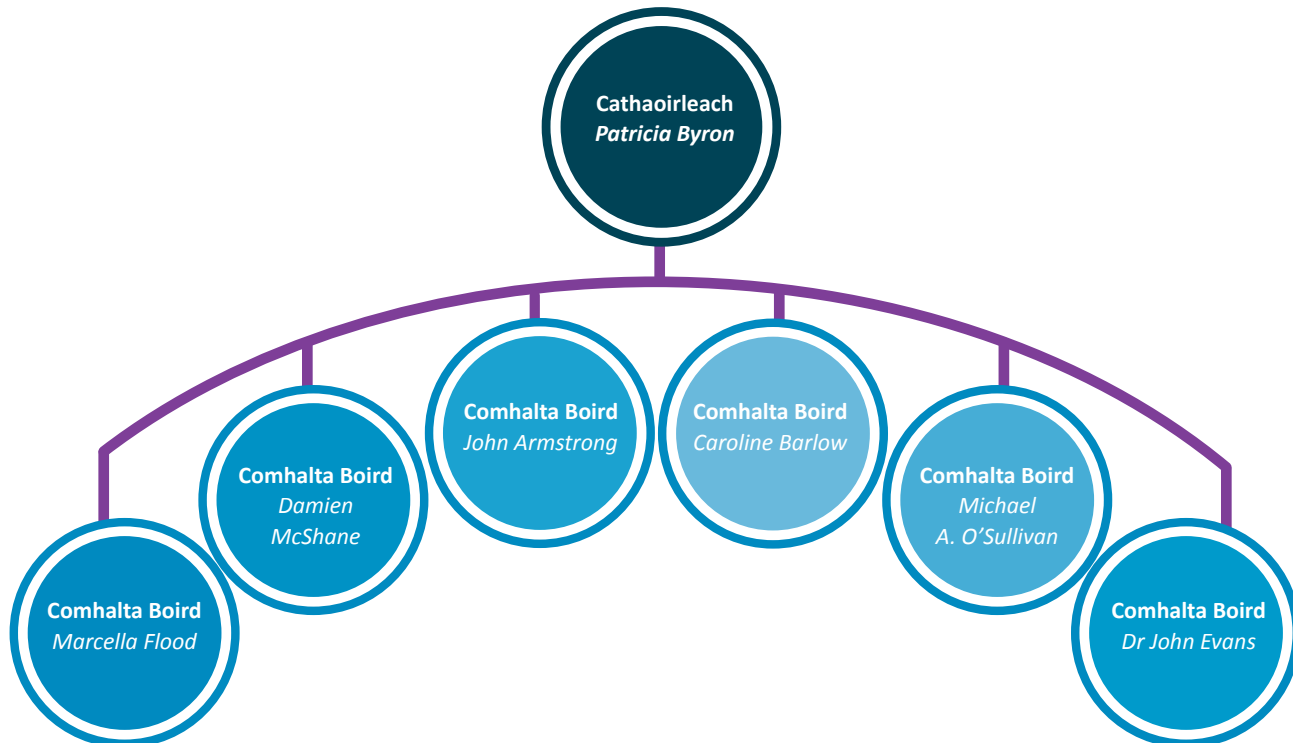 Cathaoirleach
Patricia Byron
Comhalta Boird
Marcella Flood
Comhalta Boird
Damien
McShane
Comhalta Boird
John Armstrong
Comhalta Boird
Caroline Barlow
Comhalta Boird
Michael
A. O’Sullivan
Comhalta Boird
Dr John Evans